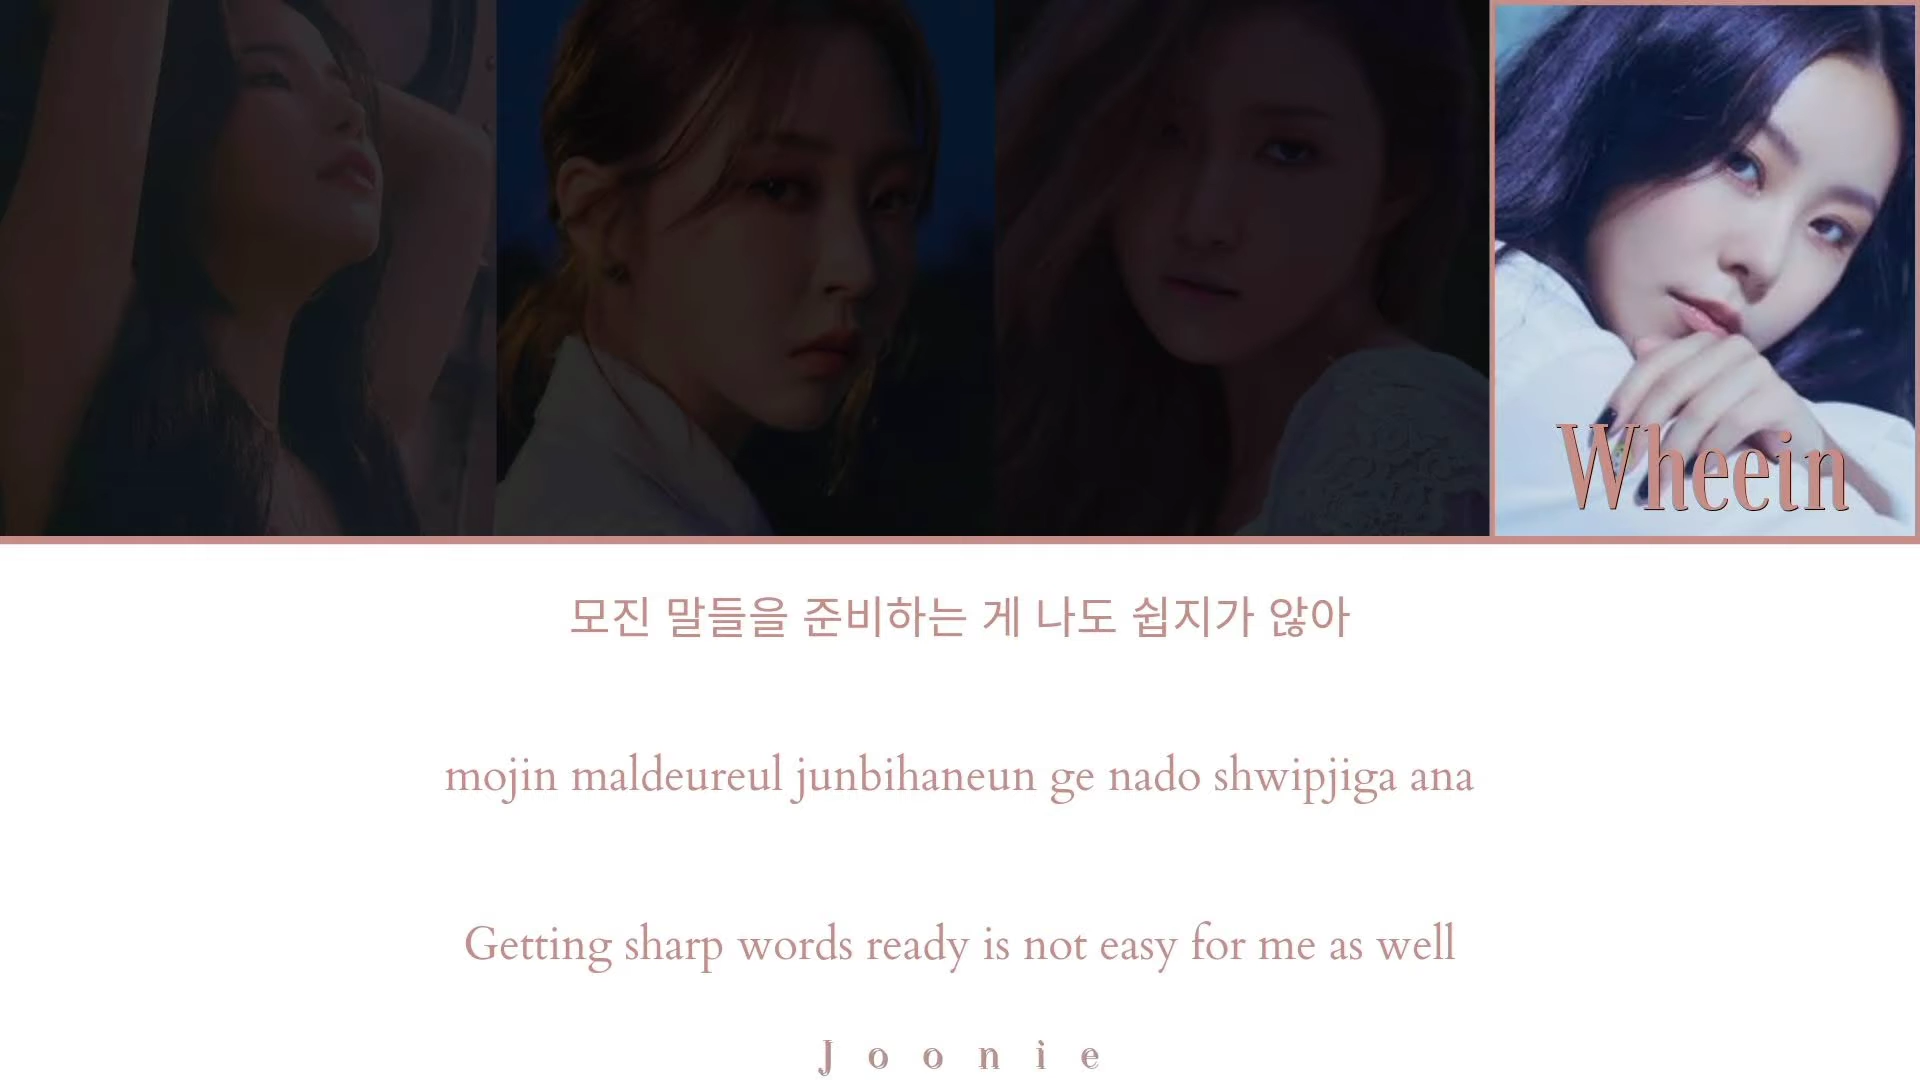 Wheein
모진 말들을 준비하는 게 나도 쉽지가 않아
mojin maldeureul junbihaneun ge nado shwipjiga ana
Getting sharp words ready is not easy for me as well
Joonie